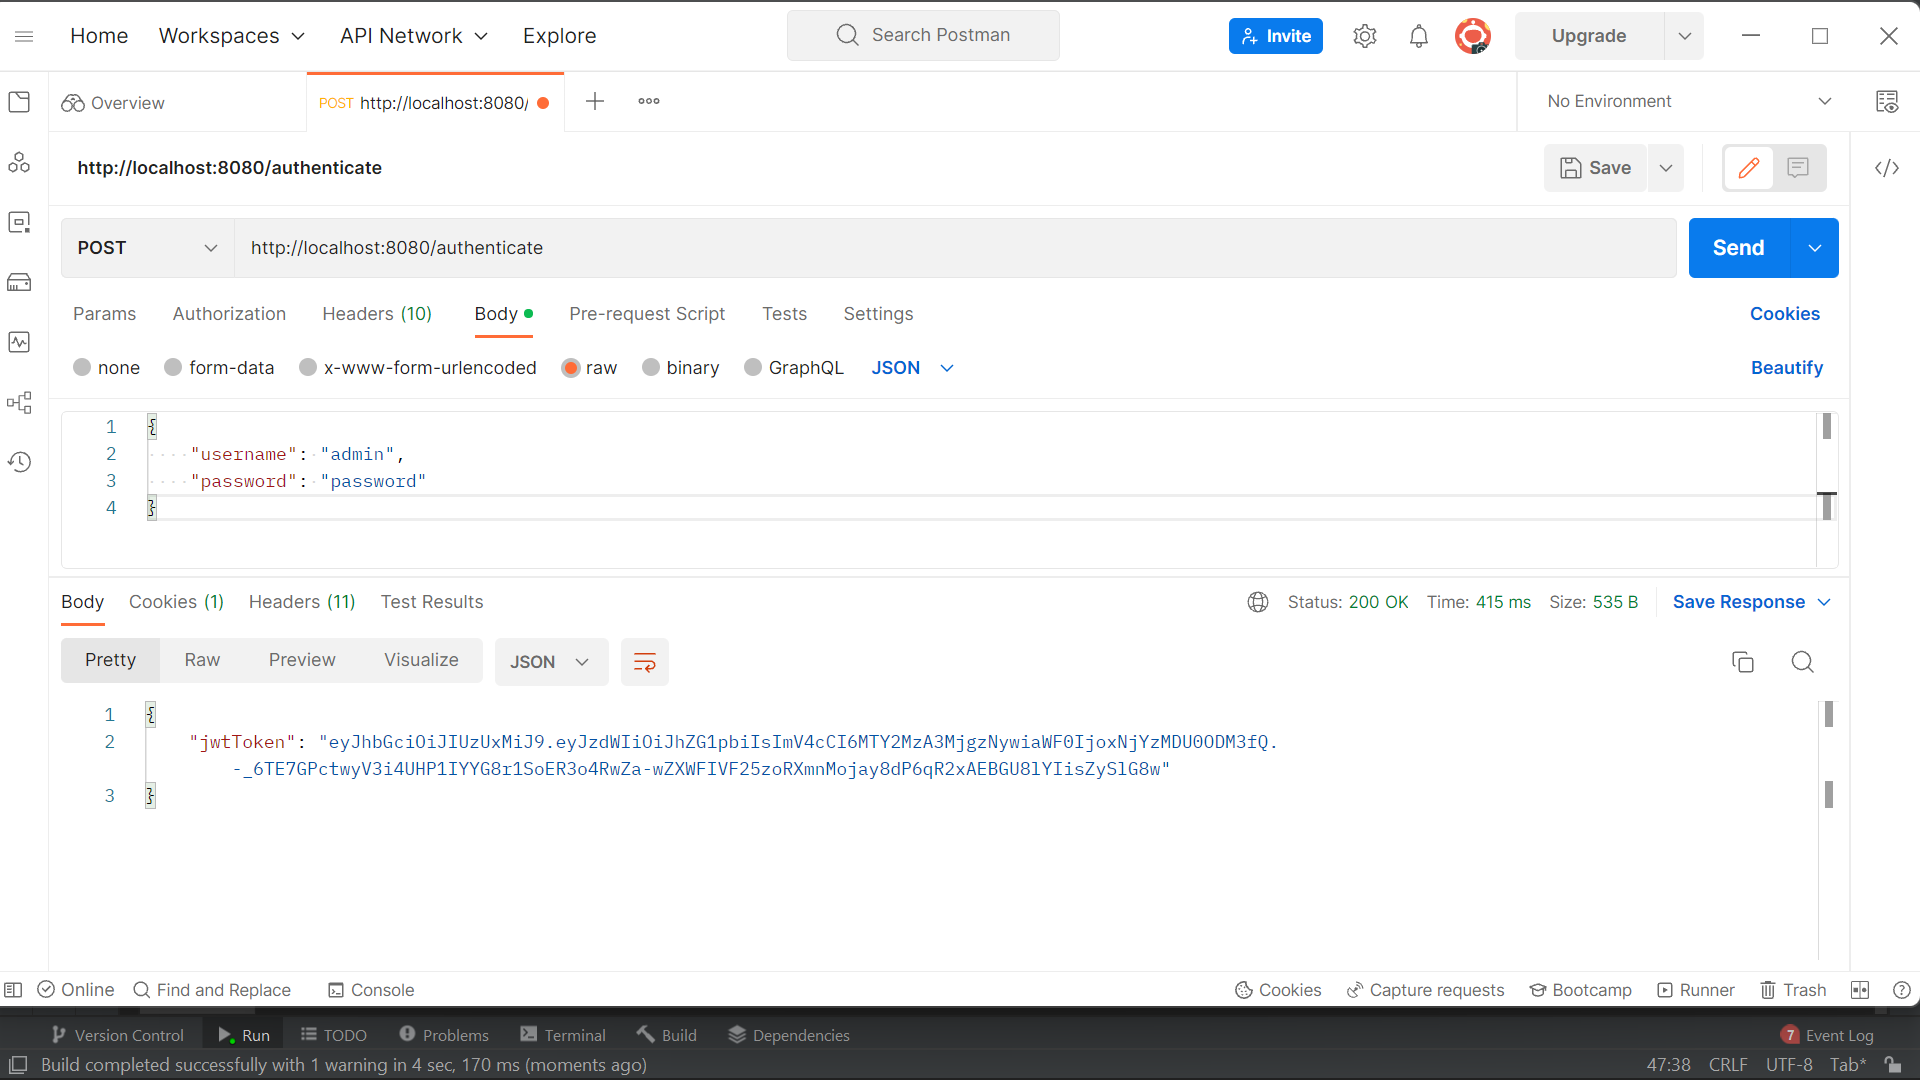 Home Workspaces API Network Explore Search Postman Invite Upgrade
Overview POST http://localhost:8080/ No Environment
http://localhost:8080/authenticate Save
POST http://localhost:8080/authenticate Send
Params Authorization Headers (10) Body Pre-request Script Tests Settings Cookies
none form-data x-www-form-urlencoded raw binary GraphQL JSON Beautify
1 {
2 "username": "admin",
3 "password": "password"
4 }
Body Cookies (1) Headers (11) Test Results Status: 200 OK Time: 415 ms Size: 535 B Save Response
Pretty Raw Preview Visualize JSON
1 {
2 "jwtToken": "eyJhbGciOiJIUzUxMiJ9.eyJzdWIiOiJhZG1pbiIsImV4cCI6MTY2MzA3MjgzNywiaWF0IjoxNjYzMDU0ODM3fQ.
-_6TE7GPctwyV3i4UHP1IYYG8r1SoER3o4RwZa-wZXWFIVF25zoRXmnMojay8dP6qR2xAEBGU8lYIisZySlG8w"
3 }
Online Find and Replace Console Cookies Capture requests Bootcamp Runner Trash
Version Control Run TODO Problems Terminal Build Dependencies 7 Event Log
Build completed successfully with 1 warning in 4 sec, 170 ms (moments ago) 47:38 CRLF UTF-8 Tab*